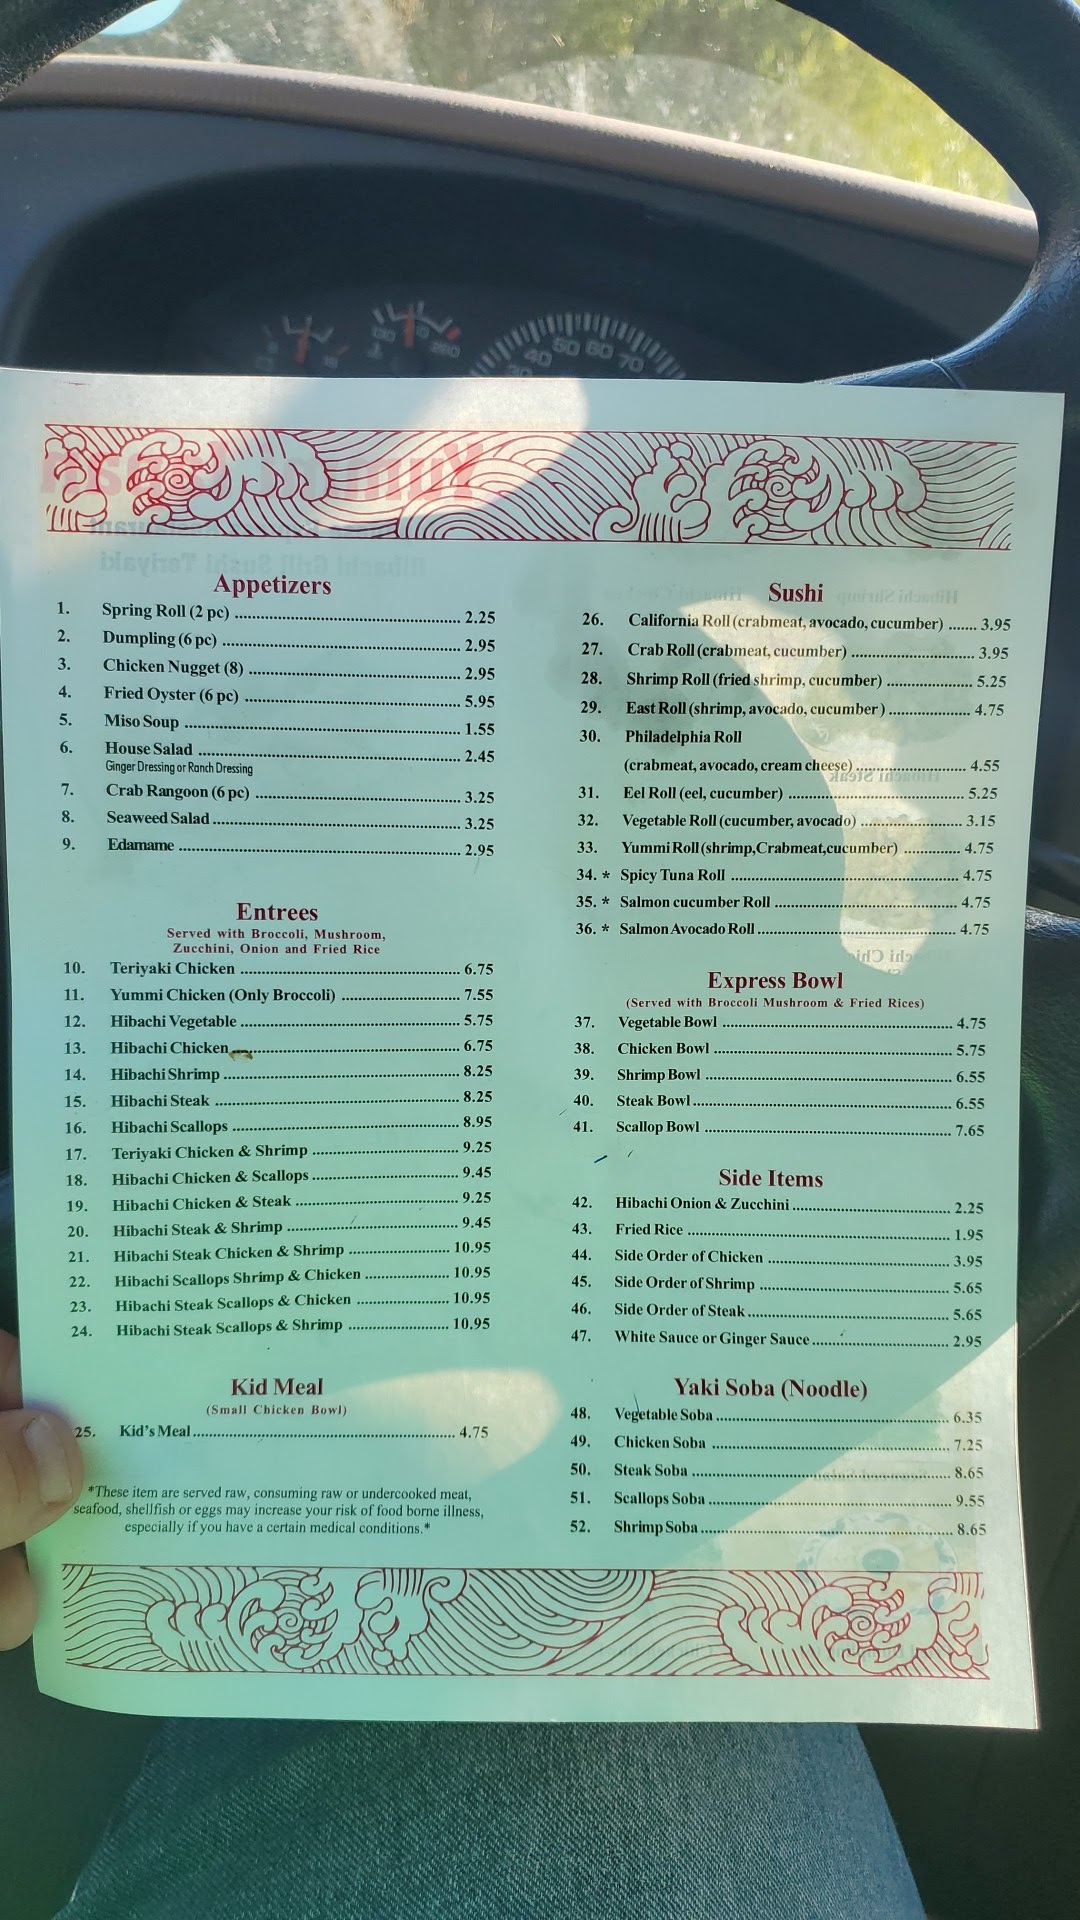 40 50 60 70
30
Appetizers
1. Spring Roll (2 pc) 2.25
2. Dumpling (6 pc) 2.95
3. Chicken Nugget (8) 2.95
4. Fried Oyster (6 pc) 5.95
5. Miso Soup 1.55
6. House Salad 2.45
Ginger Dressing or Ranch Dressing
7. Crab Rangoon (6 pc) 3.25
8. Seaweed Salad 3.25
9. Edamame 2.95
Entrees
Served with Broccoli, Mushroom,
Zucchini, Onion and Fried Rice
10. Teriyaki Chicken 6.75
11. Yummi Chicken (Only Broccoli) 7.55
12. Hibachi Vegetable 5.75
13. Hibachi Chicken 6.75
14. Hibachi Shrimp 8.25
15. Hibachi Steak 8.25
16. Hibachi Scallops 8.95
17. Teriyaki Chicken & Shrimp 9.25
18. Hibachi Chicken & Scallops 9.45
19. Hibachi Chicken & Steak 9.25
20. Hibachi Steak & Shrimp 9.45
21. Hibachi Steak Chicken & Shrimp 10.95
22. Hibachi Scallops Shrimp & Chicken 10.95
23. Hibachi Steak Scallops & Chicken 10.95
24. Hibachi Steak Scallops & Shrimp 10.95
Kid Meal
(Small Chicken Bowl)
25. Kid's Meal 4.75
*These item are served raw, consuming raw or undercooked meat,
seafood, shellfish or eggs may increase your risk of food borne illness,
especially if you have a certain medical conditions.*
Sushi
26. California Roll (crabmeat, avocado, cucumber) 3.95
27. Crab Roll (crabmeat, cucumber) 3.95
28. Shrimp Roll (fried shrimp, cucumber) 5.25
29. East Roll (shrimp, avocado, cucumber ) 4.75
30. Philadelphia Roll
(crabmeat, avocado, cream cheese) 4.55
31. Eel Roll (eel, cucumber) 5.25
32. Vegetable Roll (cucumber, avocado) 3.15
33. Yummi Roll (shrimp,Crabmeat,cucumber) 4.75
34. * Spicy Tuna Roll 4.75
35. * Salmon cucumber Roll 4.75
36. * Salmon Avocado Roll 4.75
Express Bowl
(Served with Broccoli Mushroom & Fried Rices)
37. Vegetable Bowl 4.75
38. Chicken Bowl 5.75
39. Shrimp Bowl 6.55
40. Steak Bowl 6.55
41. Scallop Bowl 7.65
Side Items
42. Hibachi Onion & Zucchini 2.25
43. Fried Rice 1.95
44. Side Order of Chicken 3.95
45. Side Order of Shrimp 5.65
46. Side Order of Steak 5.65
47. White Sauce or Ginger Sauce 2.95
Yaki Soba (Noodle)
48. Vegetable Soba 6.35
49. Chicken Soba 7.25
50. Steak Soba 8.65
51. Scallops Soba 9.55
52. Shrimp Soba 8.65